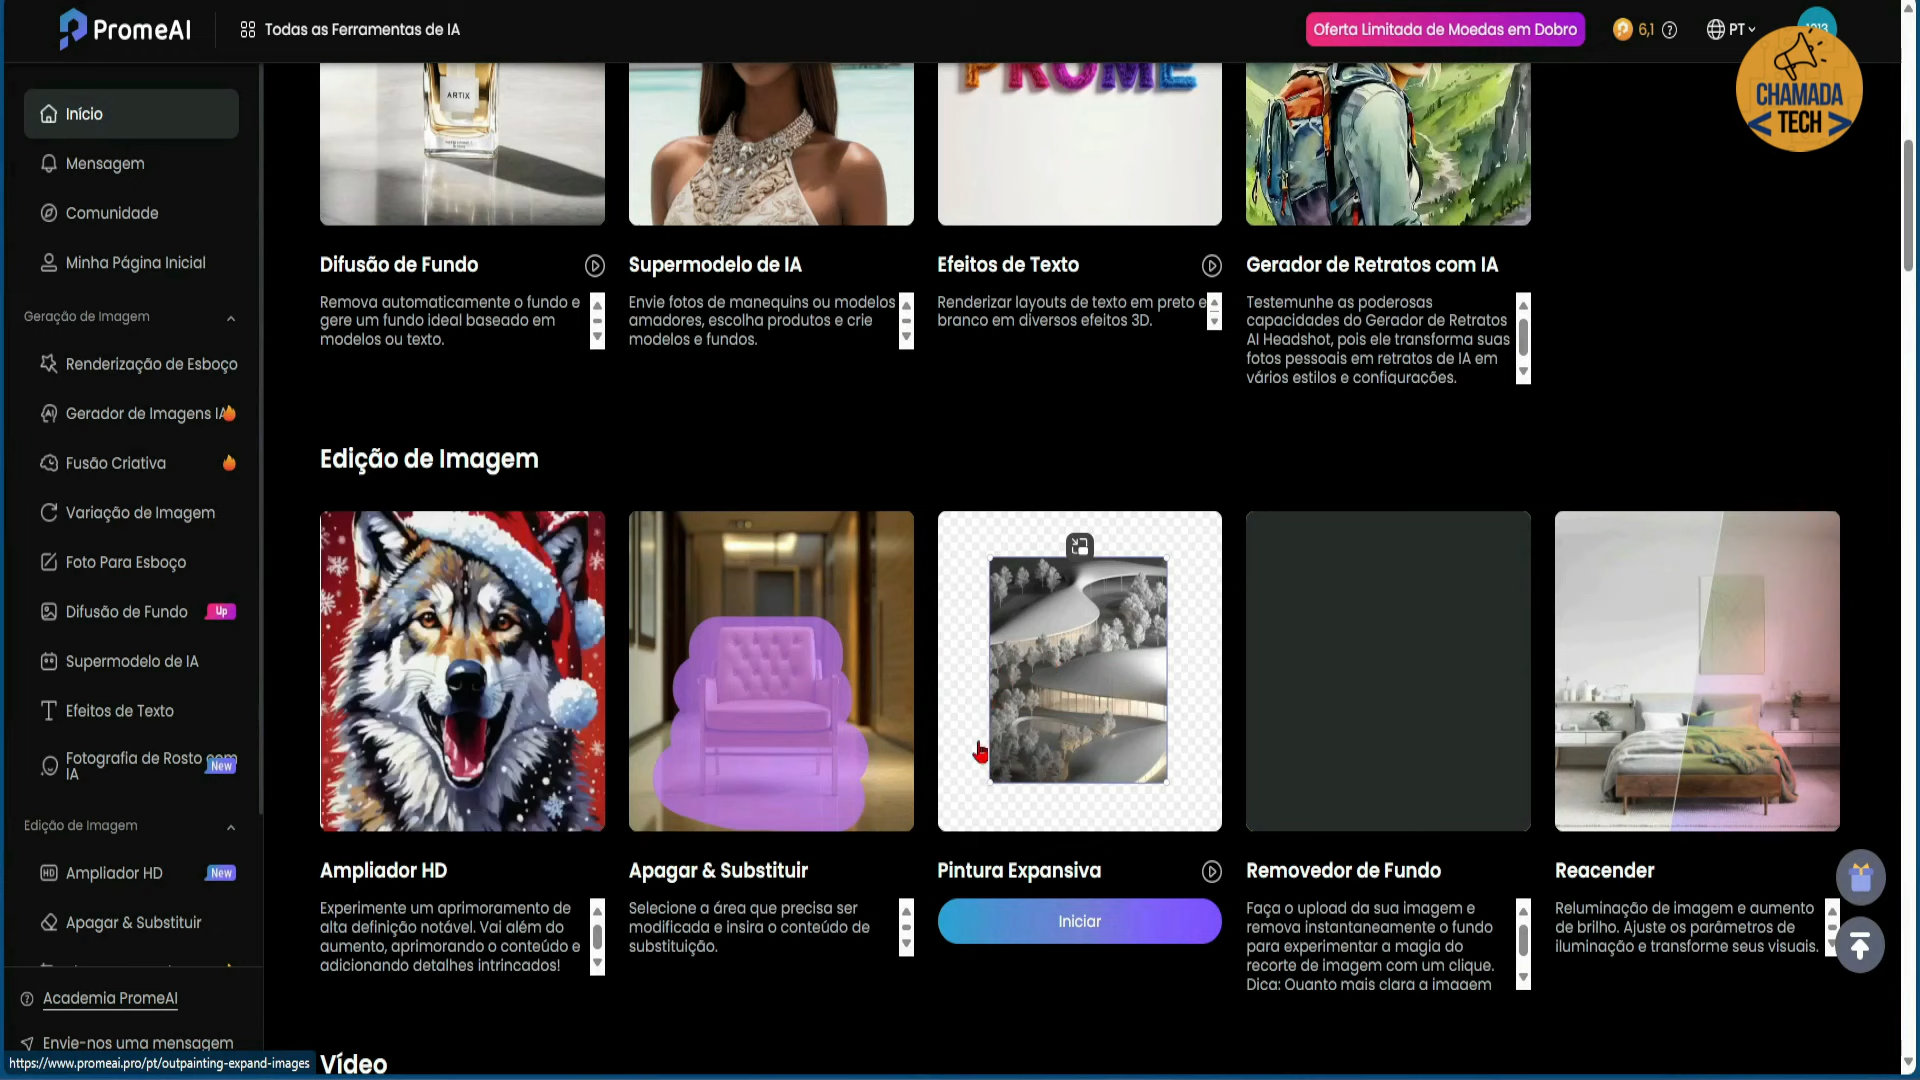 PromeAI
Todas as Ferramentas de IA
Oferta Limitada de Moedas em Dobro
6,1
PT
CHAMADA
< TECH >
Início
Mensagem
Comunidade
Minha Página Inicial
Geração de Imagem
Renderização de Esboço
Gerador de Imagens IA
Fusão Criativa
Variação de Imagem
Foto Para Esboço
Difusão de Fundo
Up
Supermodelo de IA
Efeitos de Texto
Fotografia de Rosto com
IA
New
Edição de Imagem
HD
Ampliador HD
New
Apagar & Substituir
Academia PromeAI
Envie-nos uma mensagem
https://www.promeai.pro/pt/outpainting-expand-images
ARTIX
PROME
Difusão de Fundo
Remova automaticamente o fundo e
gere um fundo ideal baseado em
modelos ou texto.
Supermodelo de IA
Envie fotos de manequins ou modelos
amadores, escolha produtos e crie
modelos e fundos.
Efeitos de Texto
Renderizar layouts de texto em preto e
branco em diversos efeitos 3D.
Gerador de Retratos com IA
Testemunhe as poderosas
capacidades do Gerador de Retratos
AI Headshot, pois ele transforma suas
fotos pessoais em retratos de IA em
vários estilos e configurações.
Edição de Imagem
Ampliador HD
Experimente um aprimoramento de
alta definição notável. Vai além do
aumento, aprimorando o conteúdo e
adicionando detalhes intrincados!
Apagar & Substituir
Selecione a área que precisa ser
modificada e insira o conteúdo de
substituição.
Pintura Expansiva
Iniciar
Removedor de Fundo
Faça o upload da sua imagem e
remova instantaneamente o fundo
para experimentar a magia do
recorte de imagem com um clique.
Dica: Quanto mais clara a imagem
Reacender
Reluminação de imagem e aumento
de brilho. Ajuste os parâmetros de
iluminação e transforme seus visuais.
Vídeo